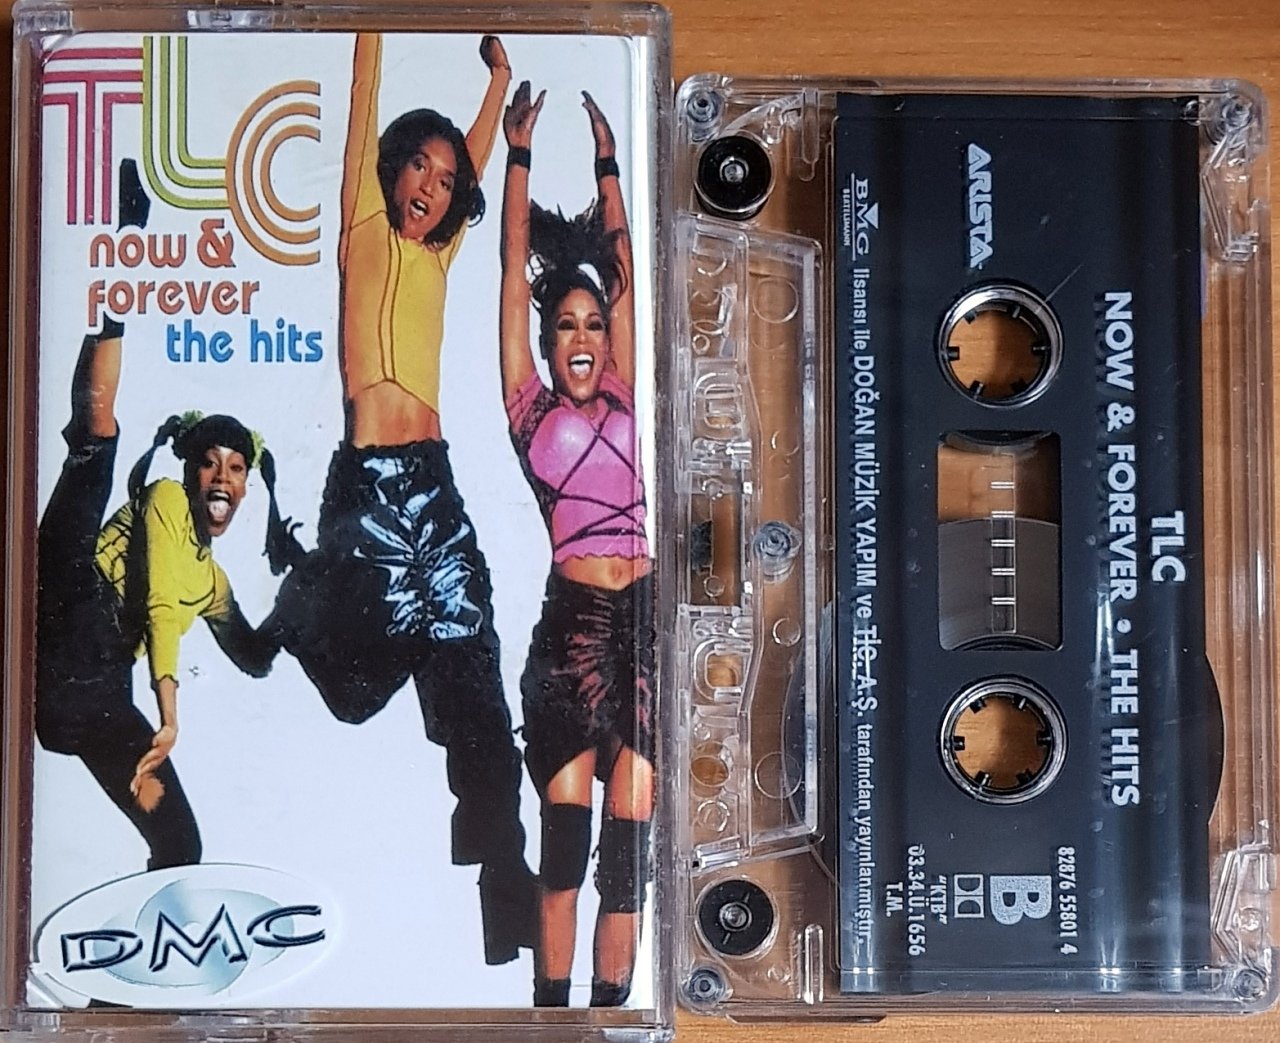 TLC
now &
forever
the hits
DMC
TLC
NOW & FOREVER • THE HITS
ARISTA
BMG
BERTELSMANN
lisansı ile DOĞAN MÜZİK YAPIM ve TİC. A.Ş. tarafından yayınlanmıştır.
82876 55801 4
B
"KTB"
03.34.Ü.1656
T.M.